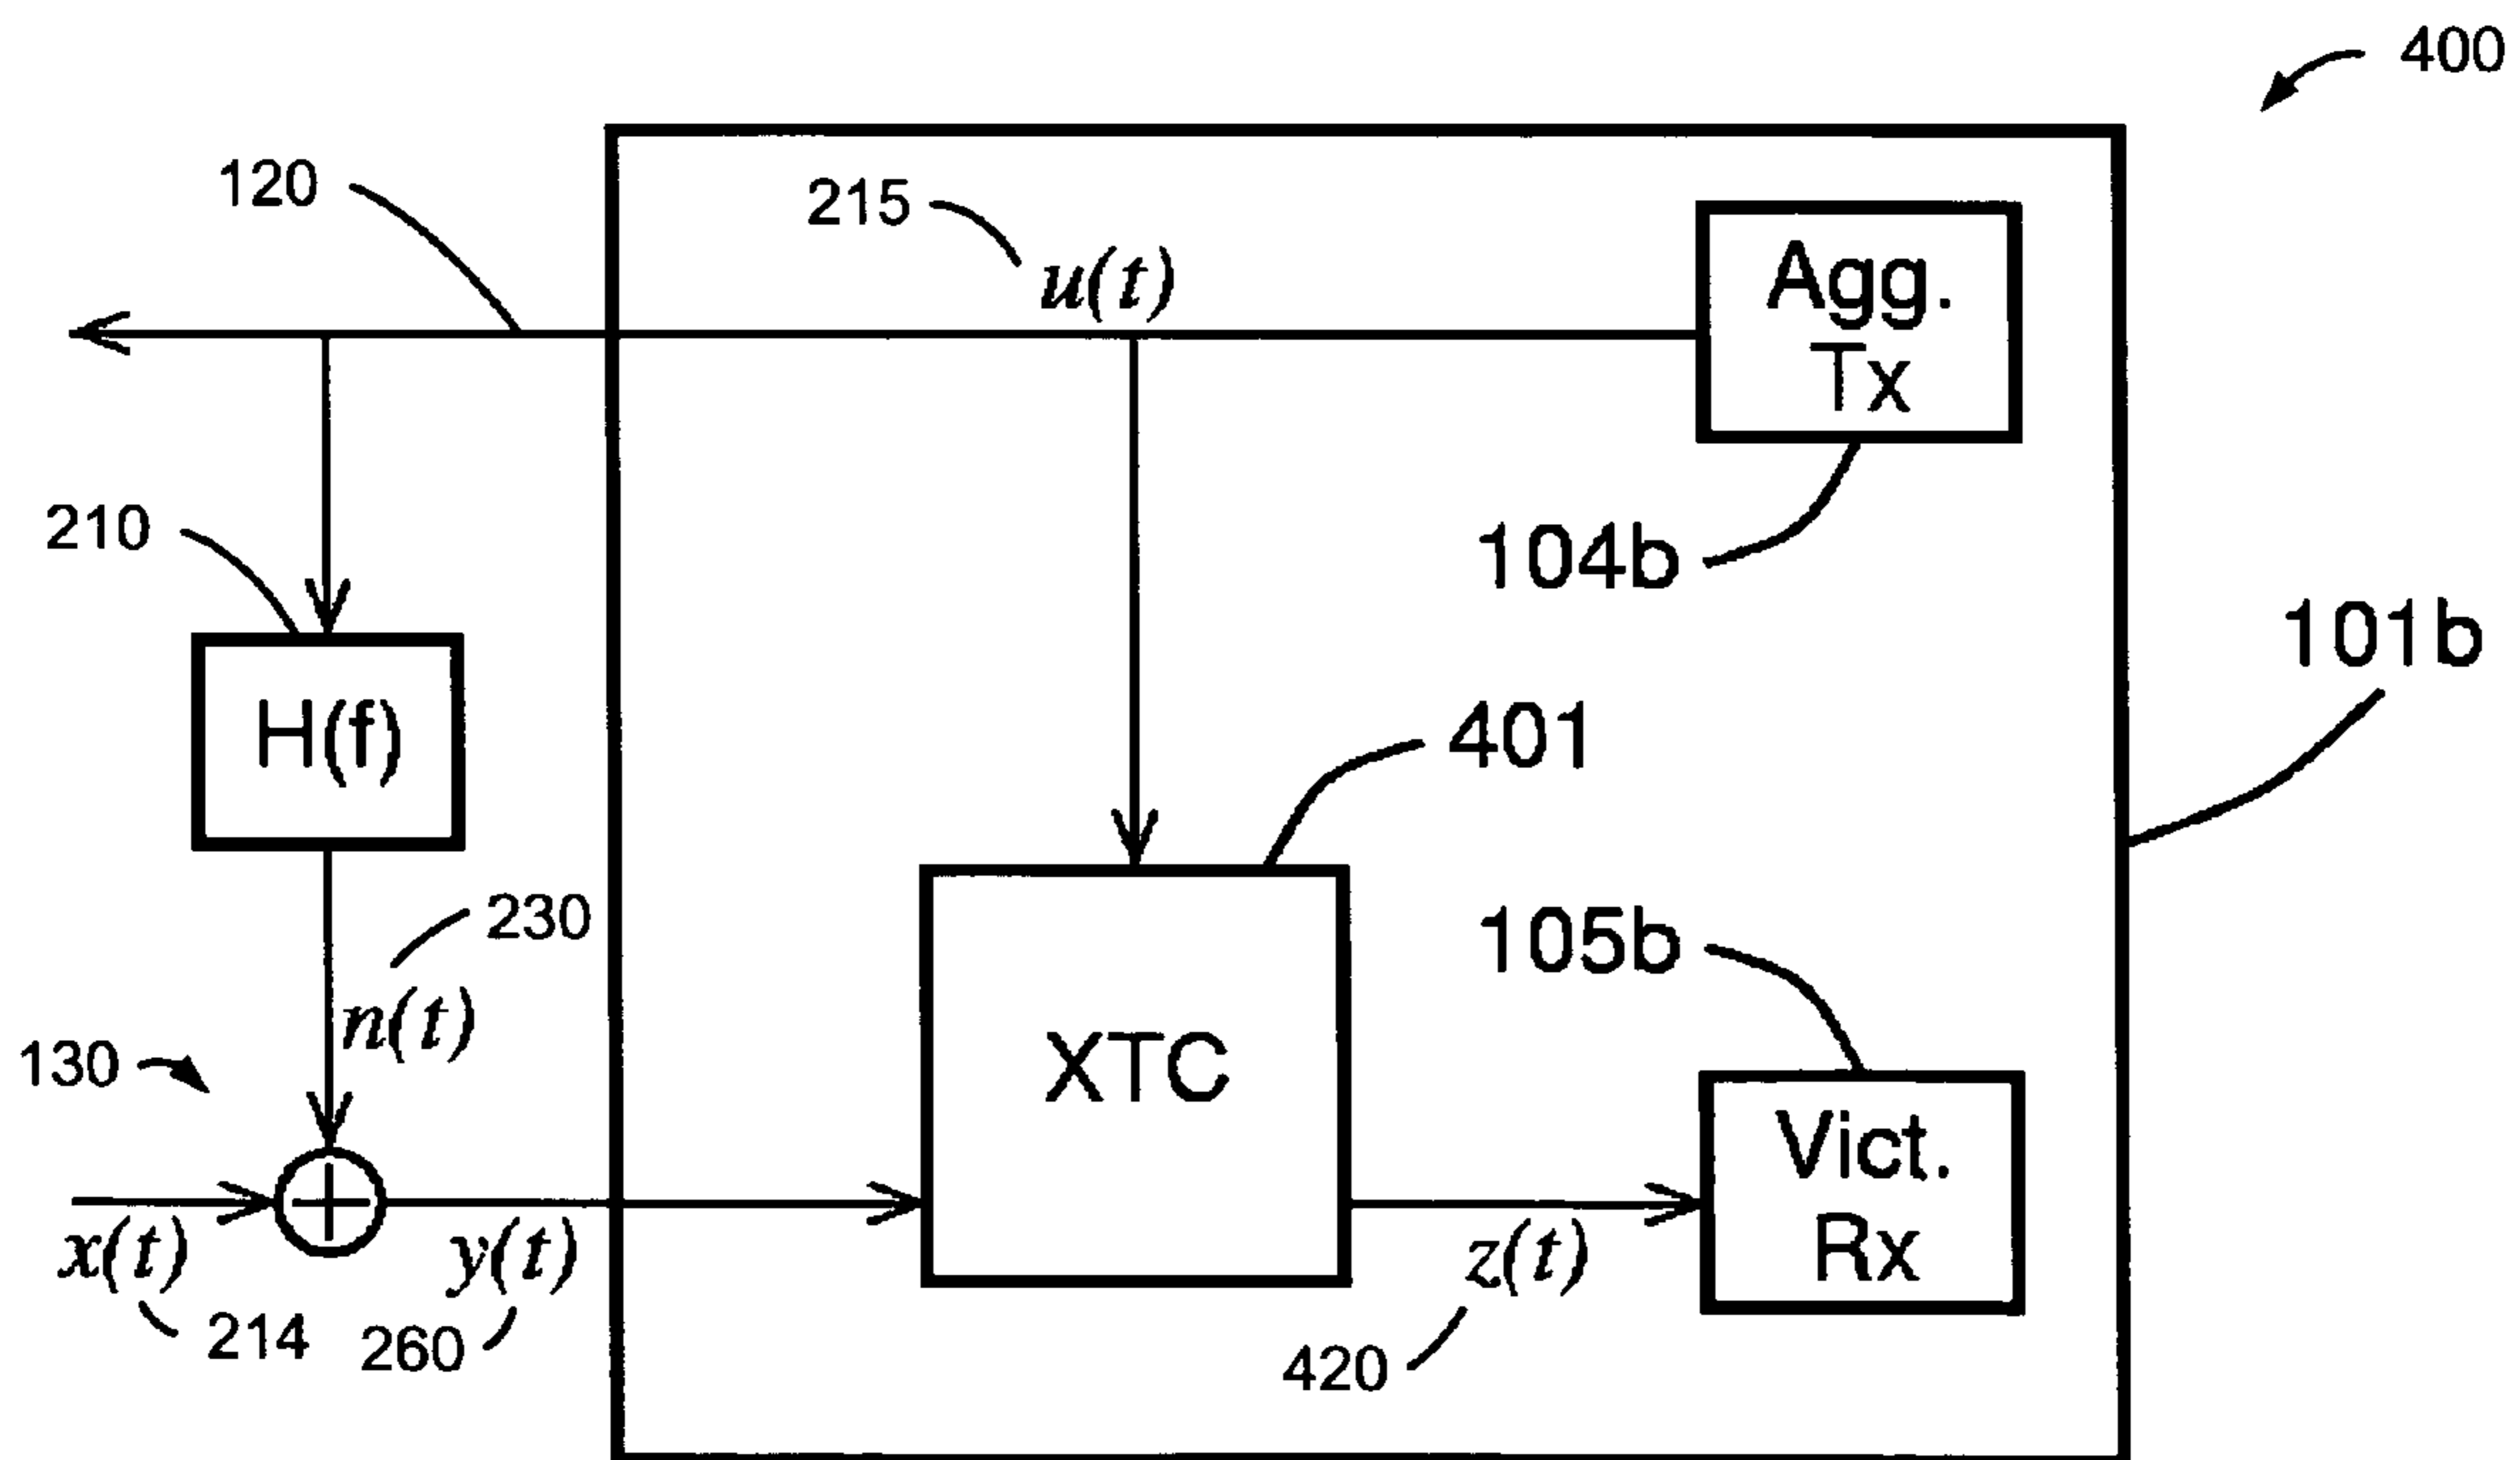 400
120
215
u(t)
Agg.
Tx
210
104b
101b
H(f)
401
230
105b
n(t)
XTC
130
Vict.
Rx
x(t)
y(t)
z(t)
214
260
420